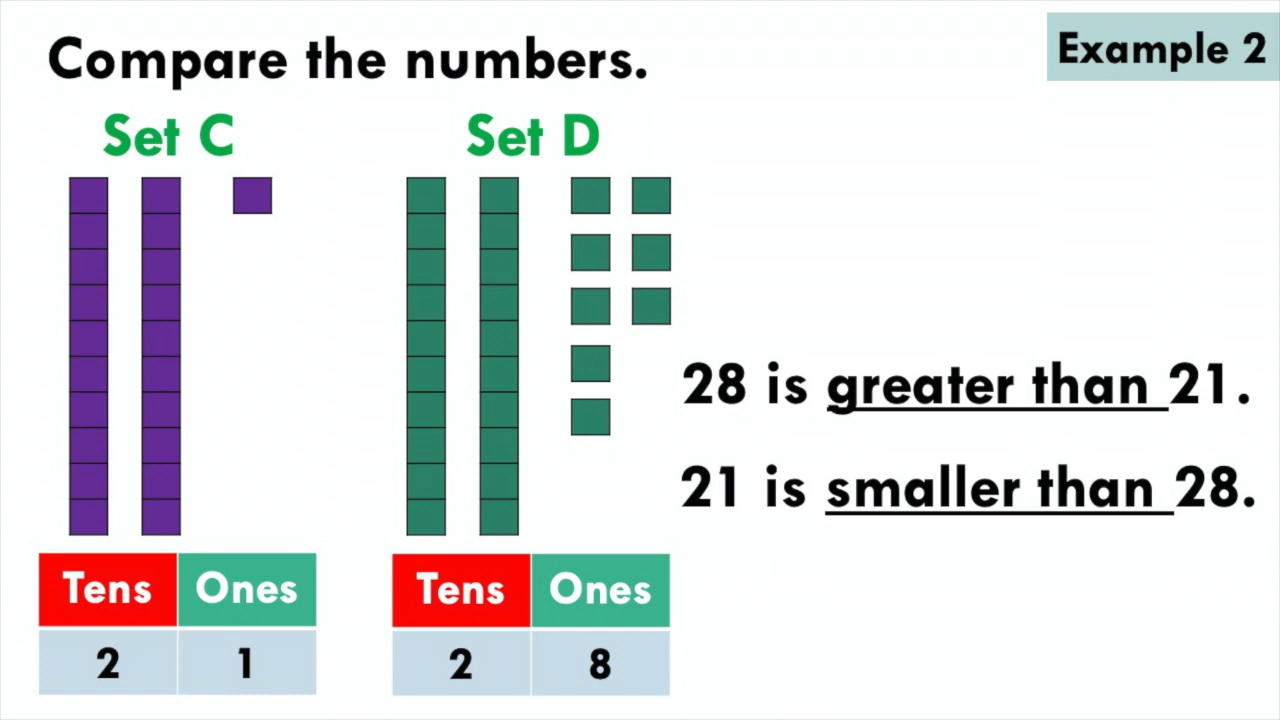 Compare the numbers.
Example 2
Set C
Set D
28 is greater than 21.
21 is smaller than 28.
Tens Ones
2 1
Tens Ones
2 8